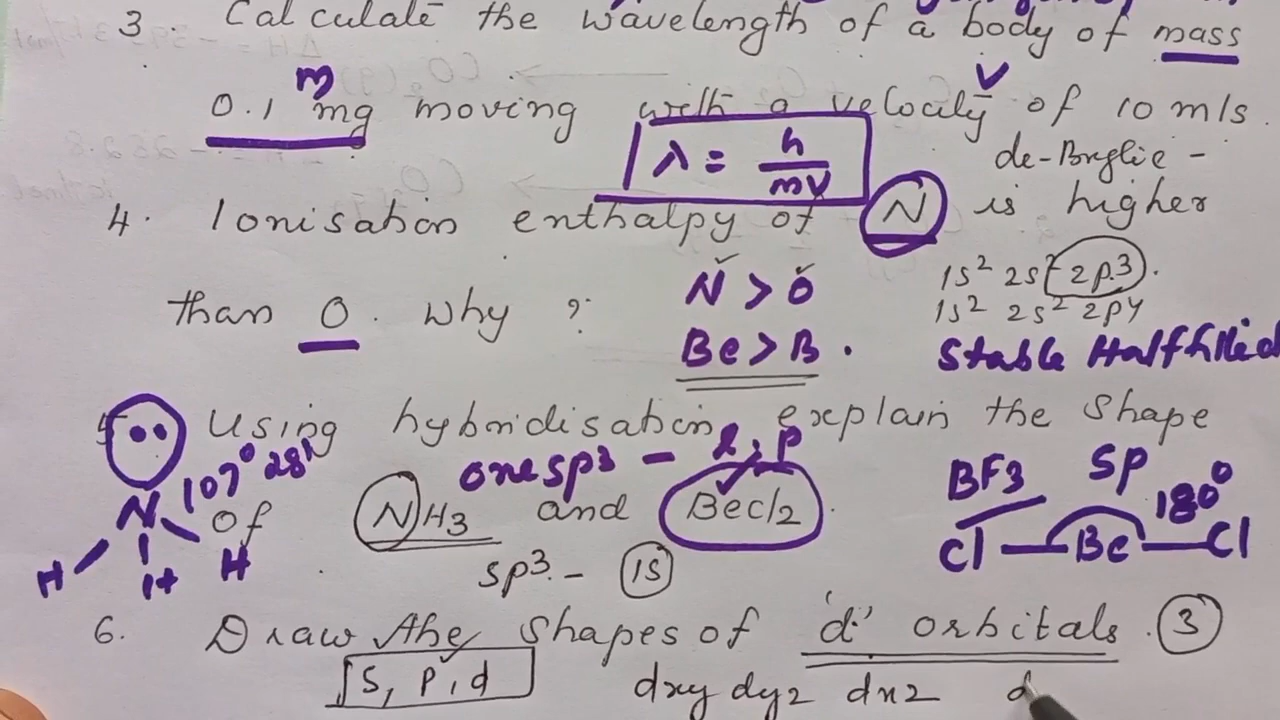 3. Calculate the wavelength of a body of mass
m v
0.1 mg moving with a velocity of 10 m/s.
λ = h/mv
de-Broglie -
4. Ionisation enthalpy of N is higher
1s² 2s² 2p3.
than O. Why ?
N > O
1s² 2s² 2p4
Be > B.
Stable Halffilled
5. Using hybridisation, explain the shape
107° 28'
one sp3 - l, p
BF3 SP
180°
of NH3 and BeCl2.
N
H H H
Cl — Be — Cl
sp3 - 1s
6. Draw the shapes of 'd' orbitals. 3
s, p, d
dxy dyz dxz d